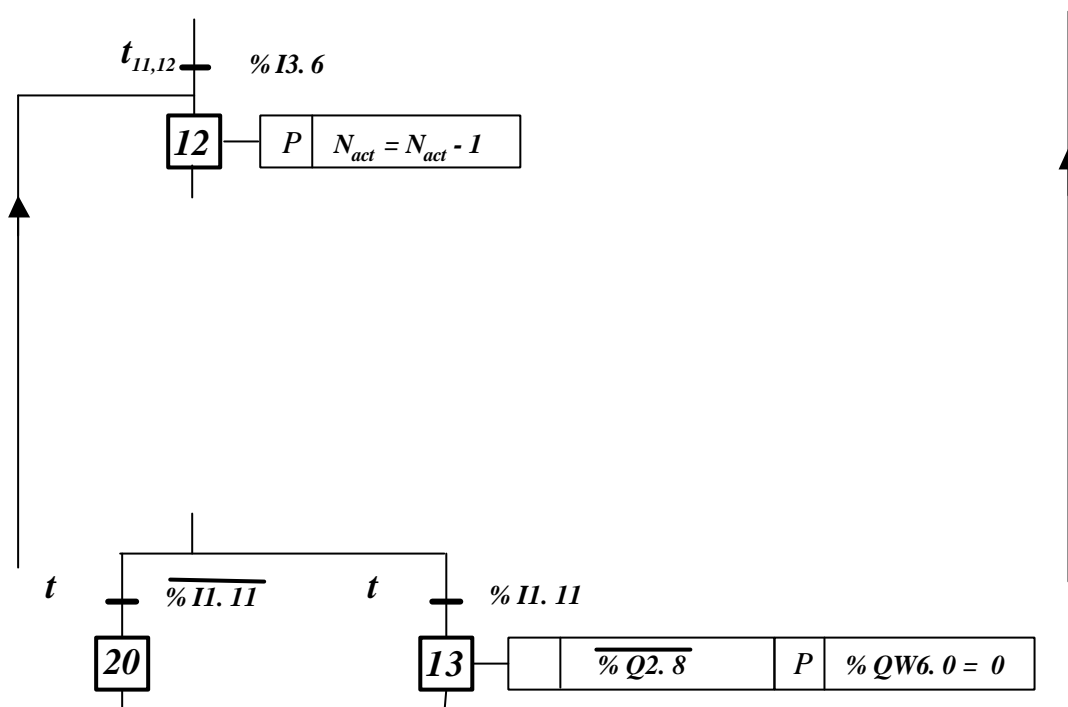 t11,12 %I3.6
12 P Nact = Nact - 1
t %I1.11 t %I1.11
20 13 %Q2.8 P %QW6.0 = 0